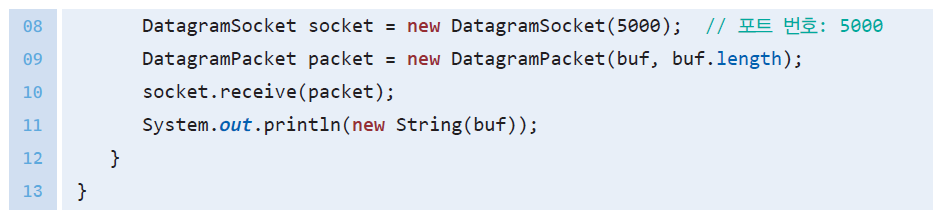 08 DatagramSocket socket = new DatagramSocket(5000); // 포트 번호: 5000
09 DatagramPacket packet = new DatagramPacket(buf, buf.length);
10 socket.receive(packet);
11 System.out.println(new String(buf));
12 }
13 }